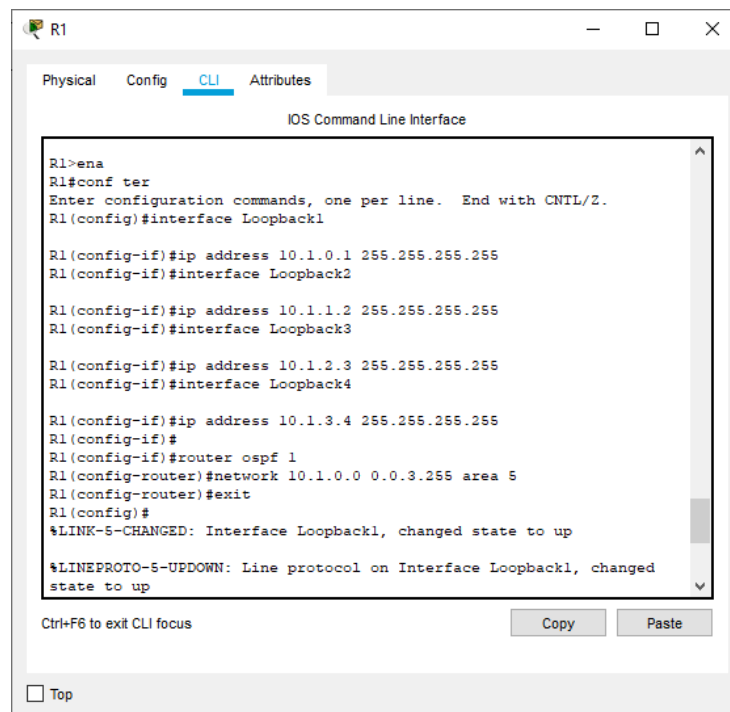 R1
Physical Config CLI Attributes
IOS Command Line Interface
R1>ena
R1#conf ter
Enter configuration commands, one per line.  End with CNTL/Z.
R1(config)#interface Loopback1
R1(config-if)#ip address 10.1.0.1 255.255.255.255
R1(config-if)#interface Loopback2
R1(config-if)#ip address 10.1.1.2 255.255.255.255
R1(config-if)#interface Loopback3
R1(config-if)#ip address 10.1.2.3 255.255.255.255
R1(config-if)#interface Loopback4
R1(config-if)#ip address 10.1.3.4 255.255.255.255
R1(config-if)#
R1(config-if)#router ospf 1
R1(config-router)#network 10.1.0.0 0.0.3.255 area 5
R1(config-router)#exit
R1(config)#
%LINK-5-CHANGED: Interface Loopback1, changed state to up
%LINEPROTO-5-UPDOWN: Line protocol on Interface Loopback1, changed
state to up
Ctrl+F6 to exit CLI focus
Copy
Paste
Top